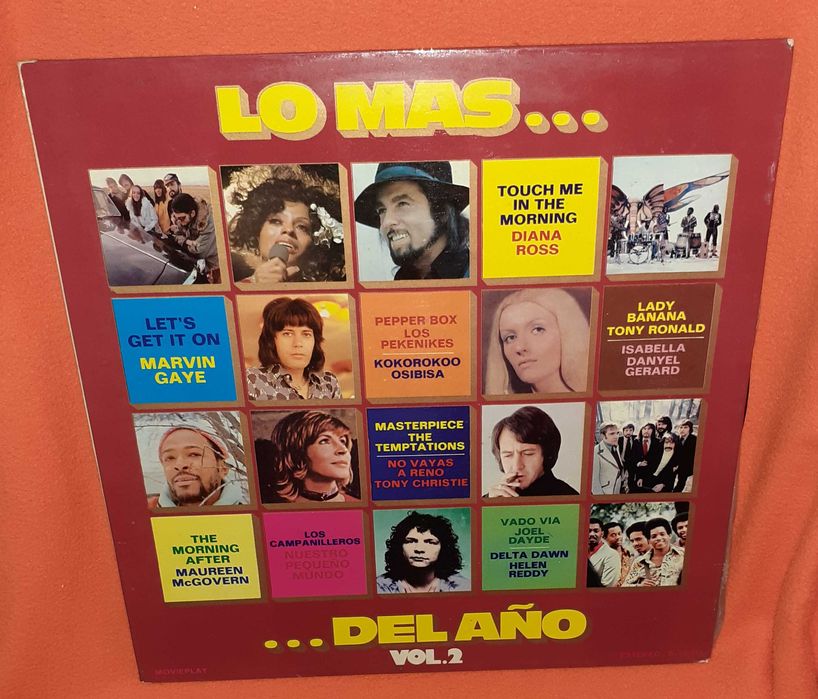 LO MAS...
TOUCH ME
IN THE
MORNING
DIANA
ROSS
LET'S
GET IT ON
MARVIN
GAYE
PEPPER BOX
LOS
PEKENIKES
KOKOROKOO
OSIBISA
LADY
BANANA
TONY RONALD
ISABELLA
DANYEL
GERARD
MASTERPIECE
THE
TEMPTATIONS
NO VAYAS
A RENO
TONY CHRISTIE
THE
MORNING
AFTER
MAUREEN
McGOVERN
LOS
CAMPANILLEROS
NUESTRO
PEQUEÑO
MUNDO
VADO VIA
JOEL
DAYDE
DELTA DAWN
HELEN
REDDY
...DEL AÑO
VOL.2
MOVIEPLAY